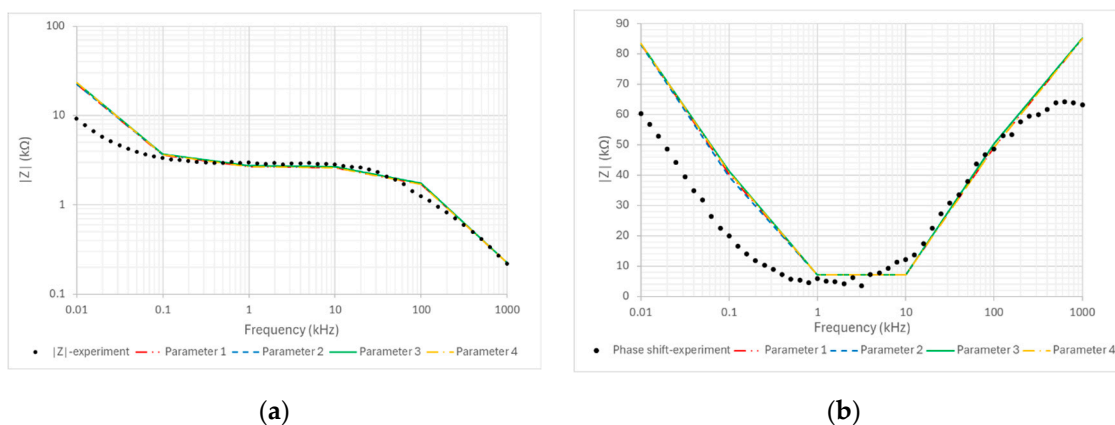 100
10
1
0.1
|Z| (kΩ)
0.01 0.1 1 10 100 1000
Frequency (kHz)
|Z|-experiment Parameter 1 Parameter 2 Parameter 3 Parameter 4
(a)
90
80
70
60
50
40
30
20
10
0
|Z| (kΩ)
0.01 0.1 1 10 100 1000
Frequency (kHz)
Phase shift-experiment Parameter 1 Parameter 2 Parameter 3 Parameter 4
(b)